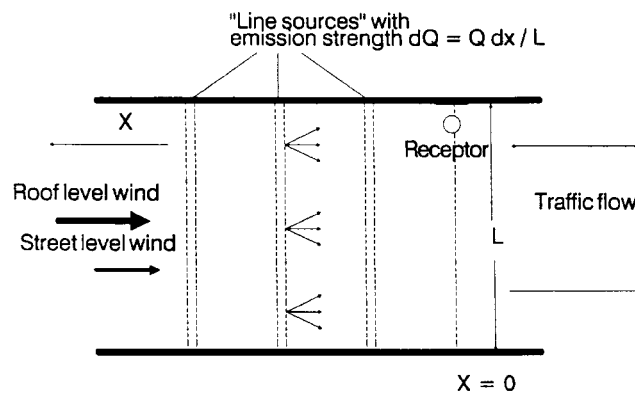 "Line sources" with
emission strength dQ = Q dx / L
X
Receptor
Roof level wind
Traffic flow
Street level wind
L
X = 0